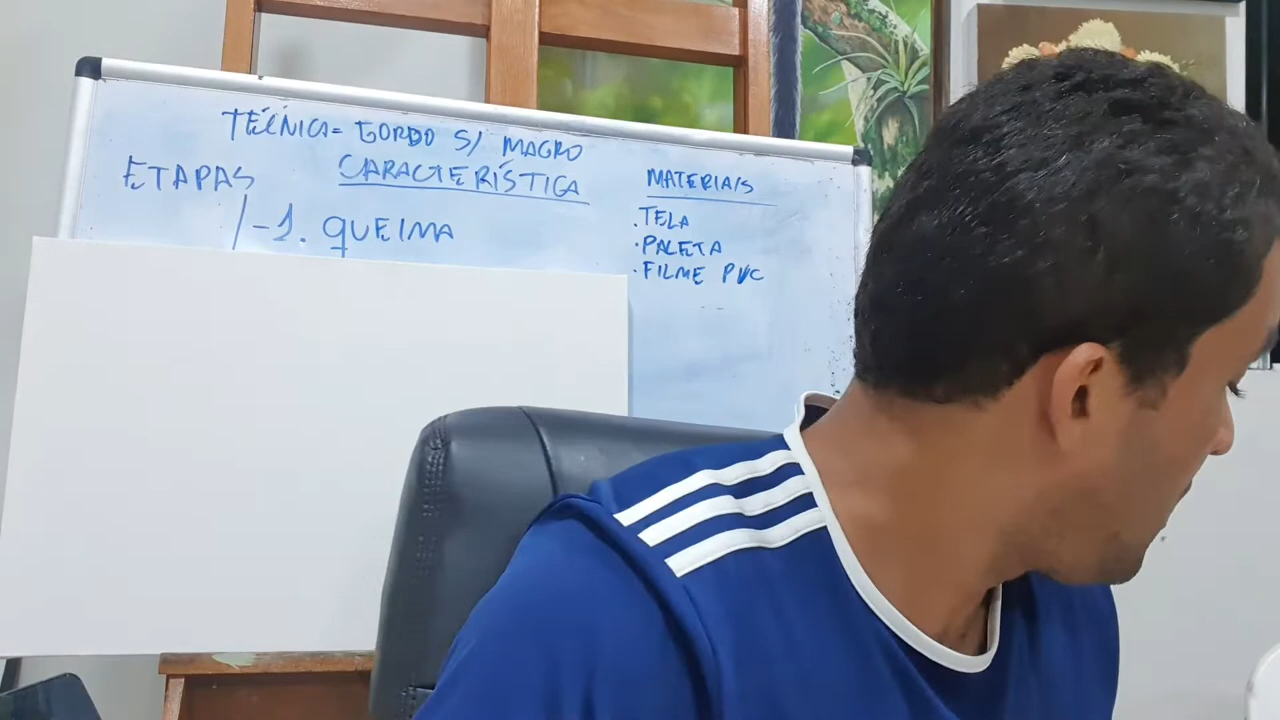 TÉCNICA= GORDO S/ MAGRO
ETAPAS
CARACTERÍSTICA
/-1. QUEIMA
MATERIAIS
.TELA
.PALETA
.FILME PVC